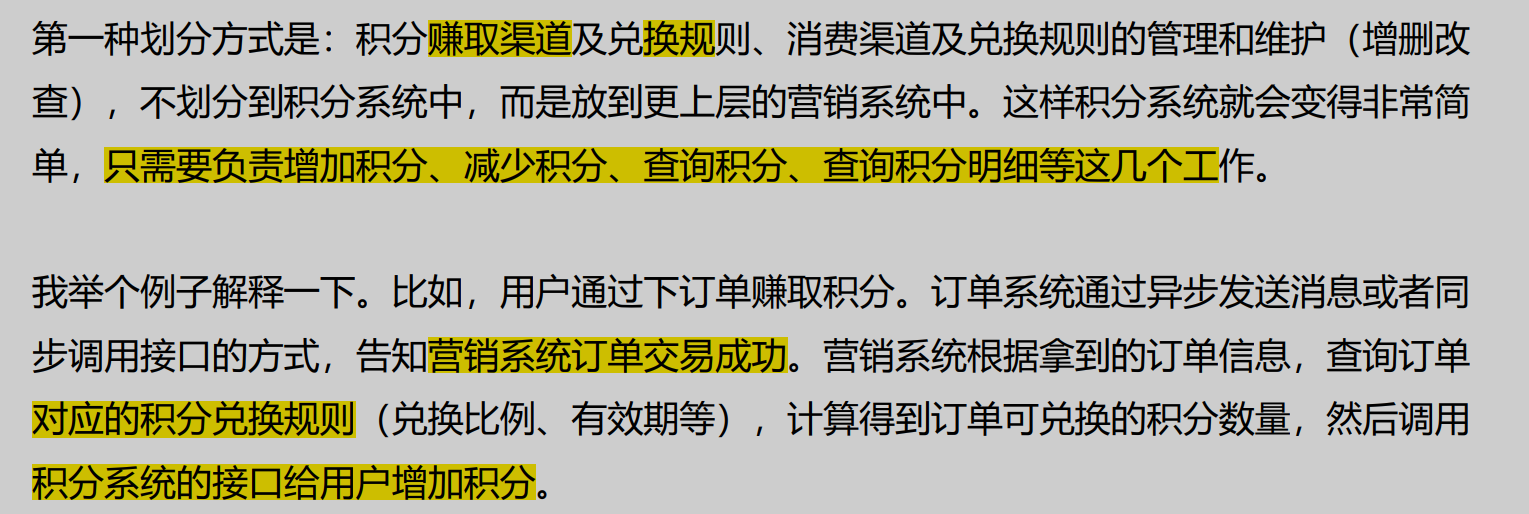 第一种划分方式是：积分赚取渠道及兑换规则、消费渠道及兑换规则的管理和维护（增删改
查），不划分到积分系统中，而是放到更上层的营销系统中。这样积分系统就会变得非常简
单，只需要负责增加积分、减少积分、查询积分、查询积分明细等这几个工作。
我举个例子解释一下。比如，用户通过下订单赚取积分。订单系统通过异步发送消息或者同
步调用接口的方式，告知营销系统订单交易成功。营销系统根据拿到的订单信息，查询订单
对应的积分兑换规则（兑换比例、有效期等），计算得到订单可兑换的积分数量，然后调用
积分系统的接口给用户增加积分。